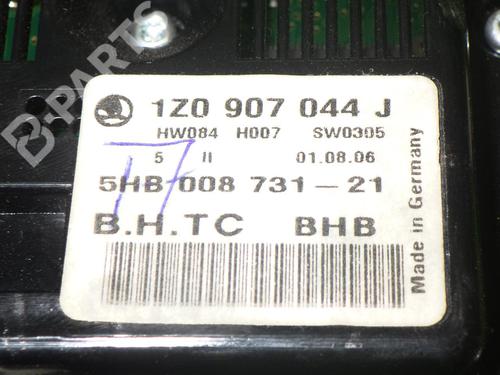 B-PARTS
1Z0 907 044 J
HW084 H007 SW0305
5 II 01.08.06
5HB 008 731-21
B.H.TC BHB
Made in Germany
17